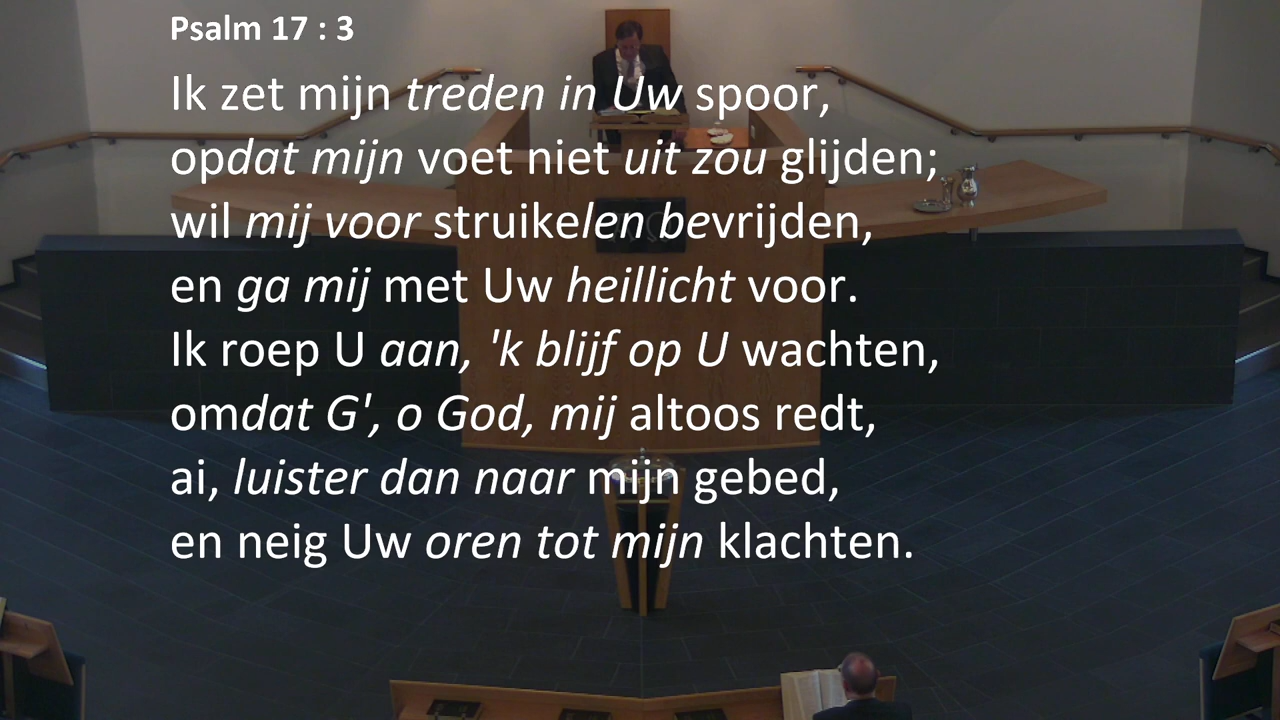 Psalm 17 : 3
Ik zet mijn treden in Uw spoor,
opdat mijn voet niet uit zou glijden;
wil mij voor struikelen bevrijden,
en ga mij met Uw heillicht voor.
Ik roep U aan, 'k blijf op U wachten,
omdat G', o God, mij altoos redt,
ai, luister dan naar mijn gebed,
en neig Uw oren tot mijn klachten.